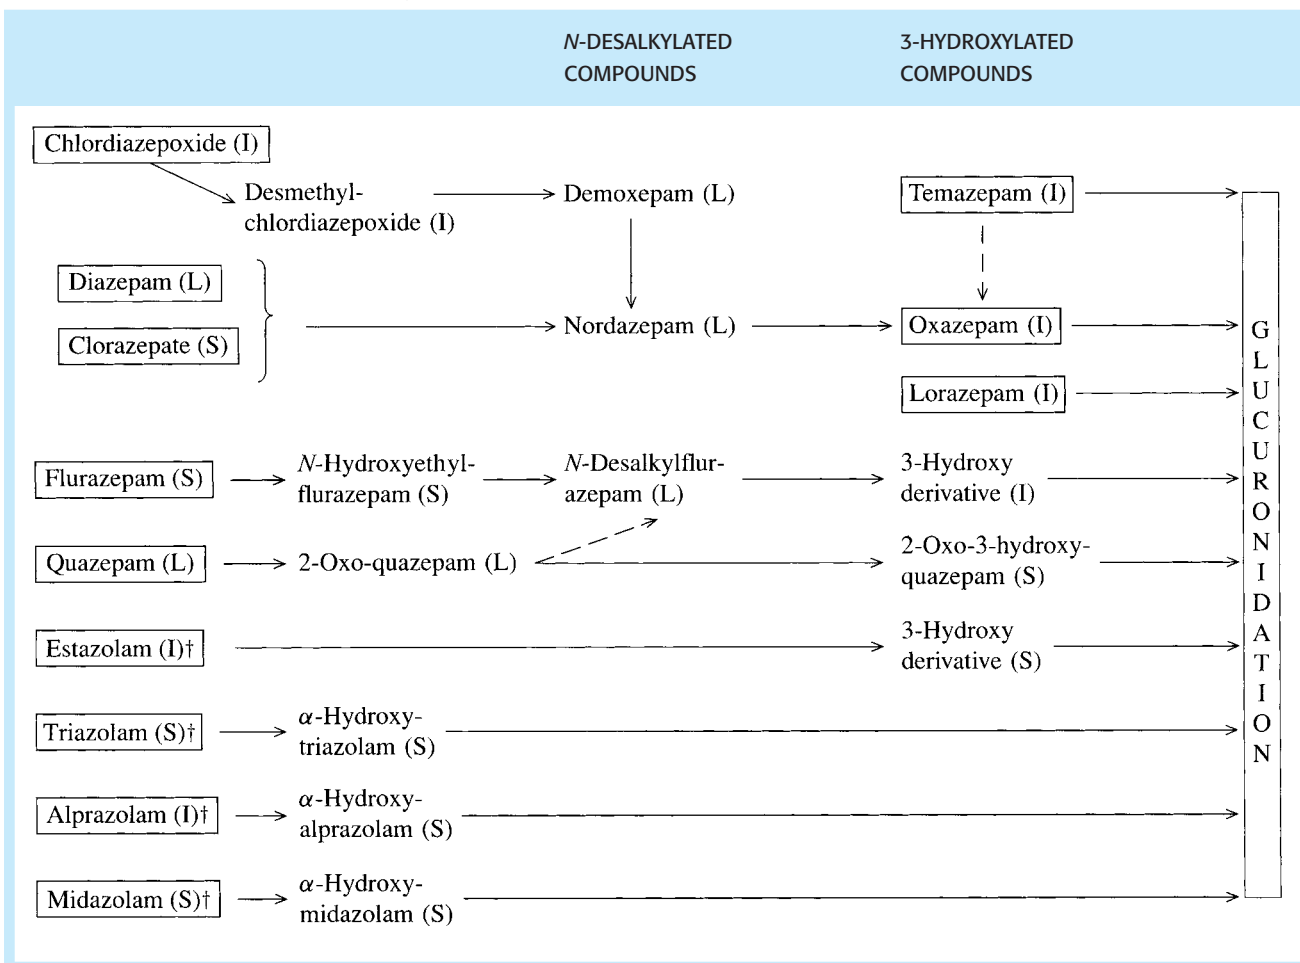 N-DESALKYLATED
COMPOUNDS
3-HYDROXYLATED
COMPOUNDS
Chlordiazepoxide (I)
Desmethyl-
chlordiazepoxide (I)
Demoxepam (L)
Temazepam (I)
Diazepam (L)
Clorazepate (S)
Nordazepam (L)
Oxazepam (I)
Lorazepam (I)
Flurazepam (S)
N-Hydroxyethyl-
flurazepam (S)
N-Desalkylflur-
azepam (L)
3-Hydroxy
derivative (I)
Quazepam (L)
2-Oxo-quazepam (L)
2-Oxo-3-hydroxy-
quazepam (S)
Estazolam (I)†
3-Hydroxy
derivative (S)
Triazolam (S)†
α-Hydroxy-
triazolam (S)
Alprazolam (I)†
α-Hydroxy-
alprazolam (S)
Midazolam (S)†
α-Hydroxy-
midazolam (S)
GLUCURONIDATION